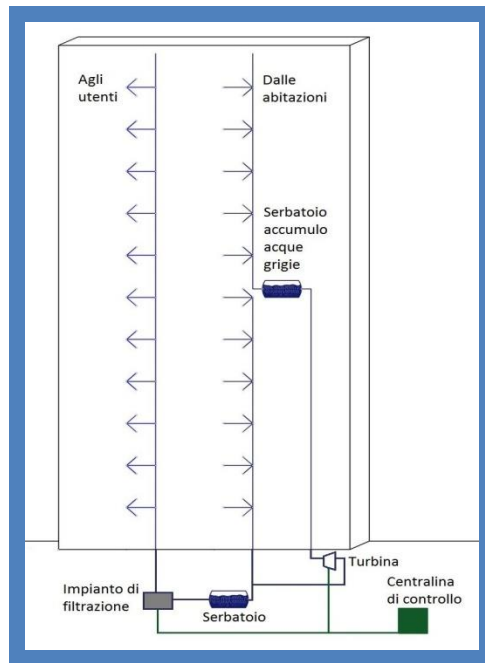 Agli
utenti
Dalle
abitazioni
Serbatoio
accumulo
acque
grigie
Turbina
Impianto di
filtrazione
Serbatoio
Centralina
di controllo